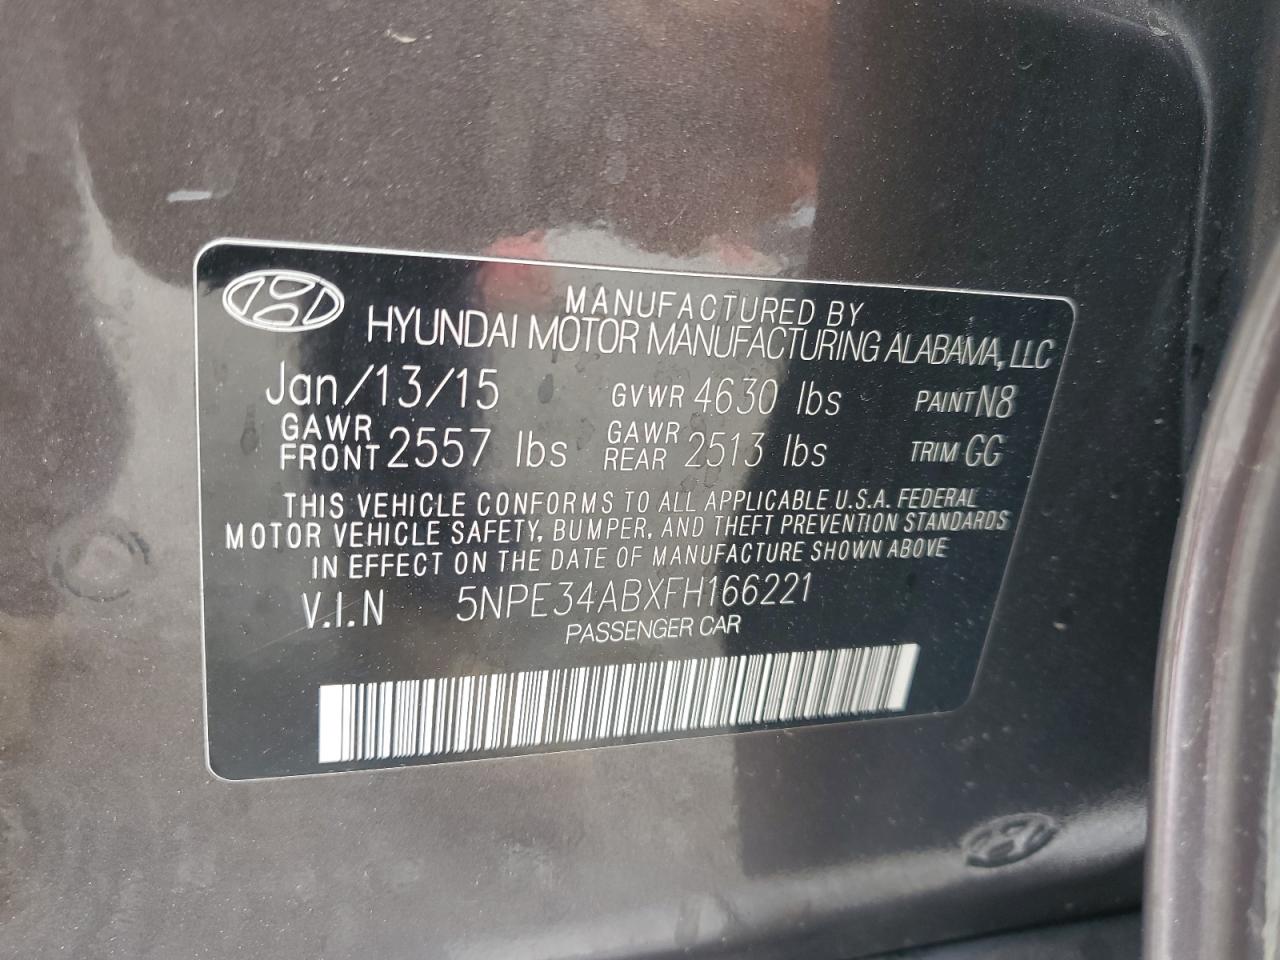 MANUFACTURED BY
HYUNDAI MOTOR MANUFACTURING ALABAMA, LLC
Jan/13/15 GVWR 4630 lbs PAINT N8
GAWR FRONT 2557 lbs GAWR REAR 2513 lbs TRIM GG
THIS VEHICLE CONFORMS TO ALL APPLICABLE U.S.A. FEDERAL
MOTOR VEHICLE SAFETY, BUMPER, AND THEFT PREVENTION STANDARDS
IN EFFECT ON THE DATE OF MANUFACTURE SHOWN ABOVE
V.I.N 5NPE34ABXFH166221
PASSENGER CAR